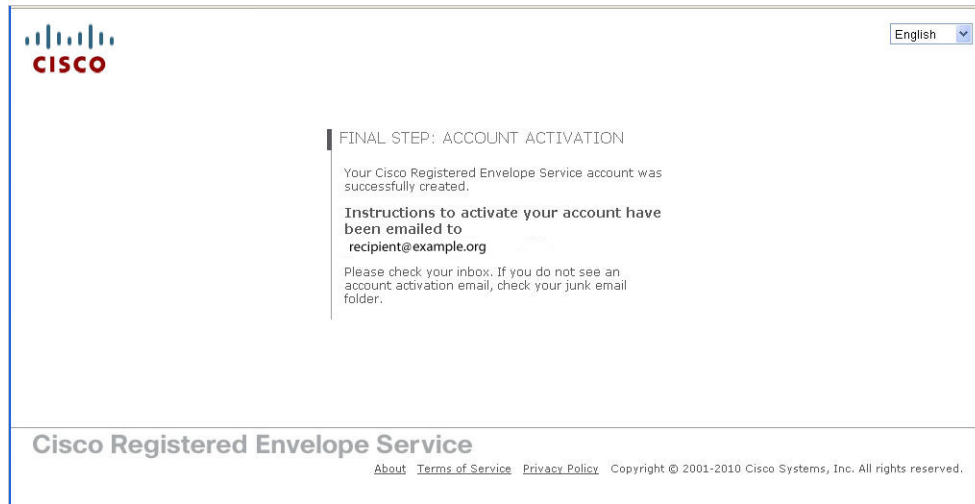 CISCO
English
FINAL STEP: ACCOUNT ACTIVATION
Your Cisco Registered Envelope Service account was
successfully created.
Instructions to activate your account have
been emailed to
recipient@example.org
Please check your inbox. If you do not see an
account activation email, check your junk email
folder.
Cisco Registered Envelope Service
About Terms of Service Privacy Policy Copyright © 2001-2010 Cisco Systems, Inc. All rights reserved.